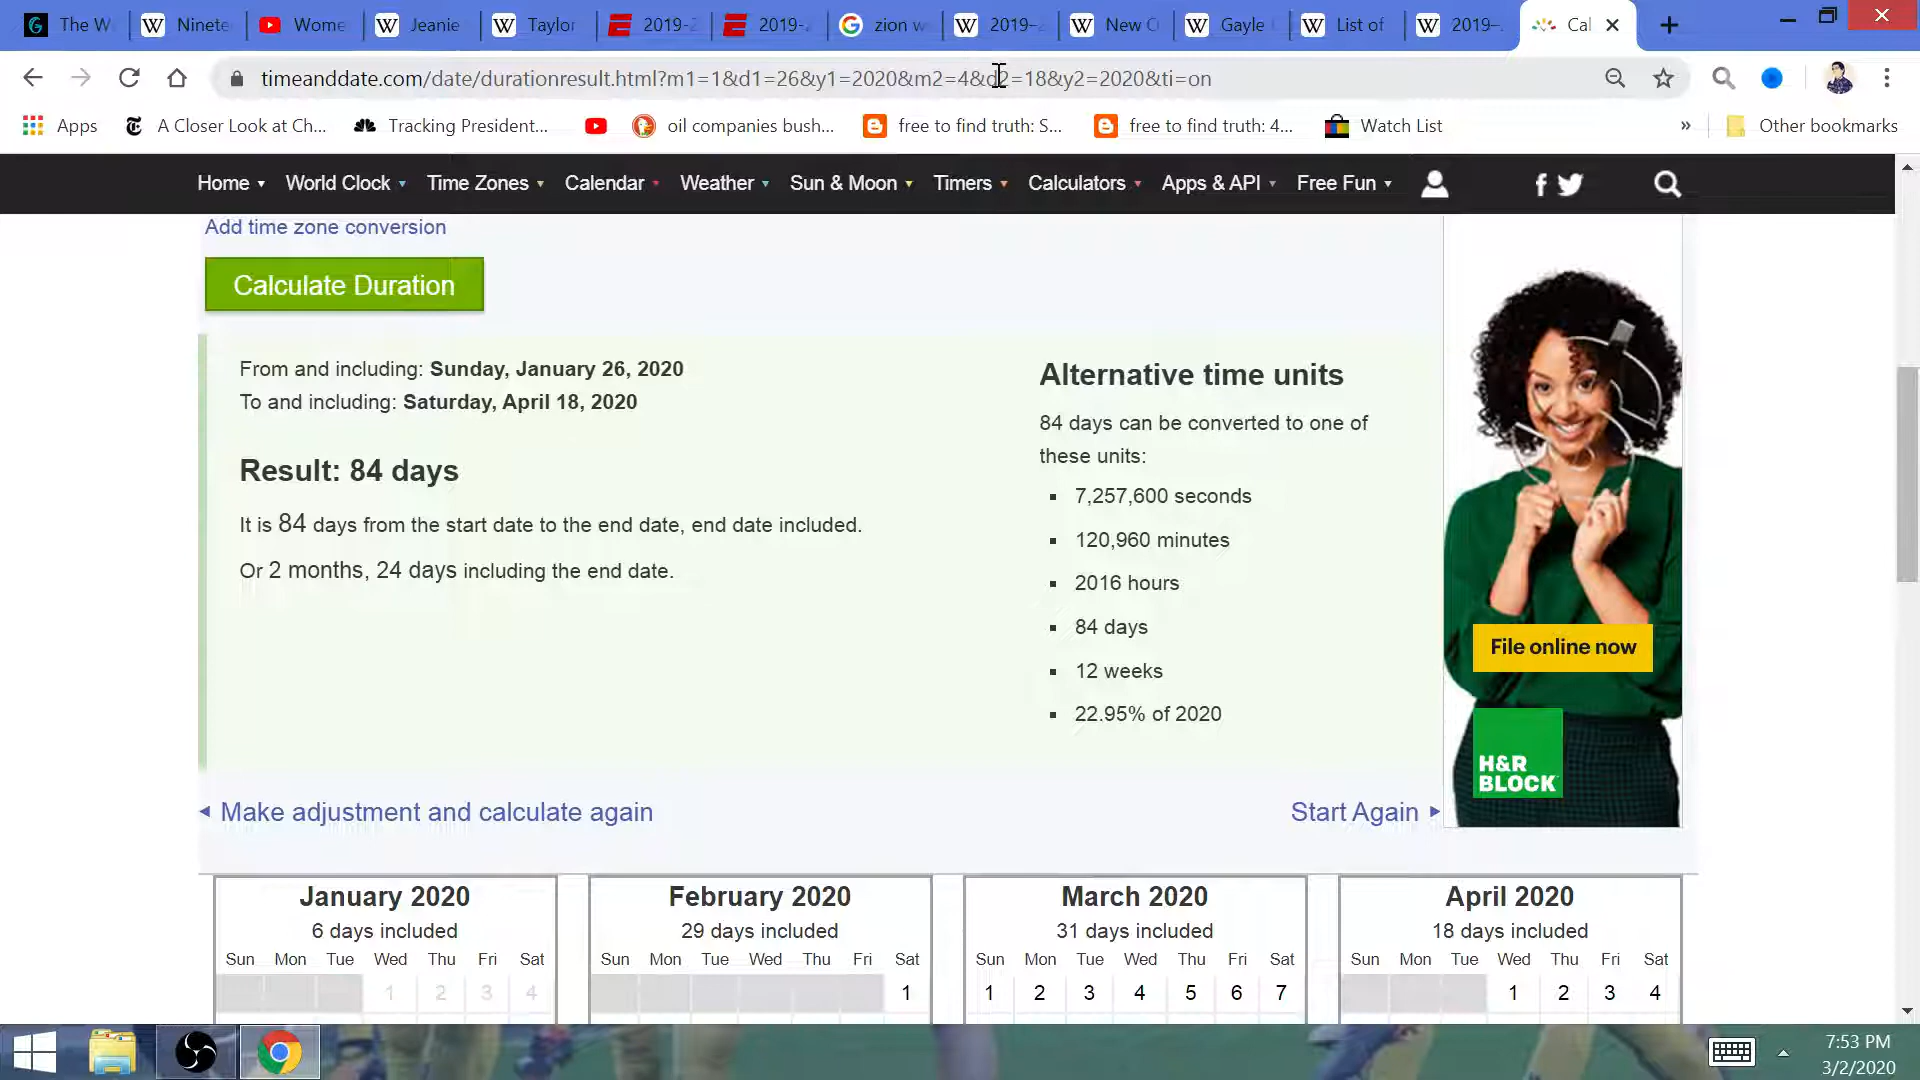 The W
Ninete
Wome
Jeanie
Taylor
2019-2
2019-2
zion w
2019-2
New O
Gayle
List of
2019-
Cal
timeanddate.com/date/durationresult.html?m1=1&d1=26&y1=2020&m2=4&d2=18&y2=2020&ti=on
Apps
A Closer Look at Ch...
Tracking President...
oil companies bush...
free to find truth: S...
free to find truth: 4...
Watch List
»
Other bookmarks
Home
World Clock
Time Zones
Calendar
Weather
Sun & Moon
Timers
Calculators
Apps & API
Free Fun
Add time zone conversion
Calculate Duration
From and including: Sunday, January 26, 2020
To and including: Saturday, April 18, 2020
Result: 84 days
It is 84 days from the start date to the end date, end date included.
Or 2 months, 24 days including the end date.
Alternative time units
84 days can be converted to one of
these units:
7,257,600 seconds
120,960 minutes
2016 hours
84 days
12 weeks
22.95% of 2020
File online now
H&R
BLOCK
Make adjustment and calculate again
Start Again
January 2020
6 days included
Sun Mon Tue Wed Thu Fri Sat
1 2 3 4
February 2020
29 days included
Sun Mon Tue Wed Thu Fri Sat
1
March 2020
31 days included
Sun Mon Tue Wed Thu Fri Sat
1 2 3 4 5 6 7
April 2020
18 days included
Sun Mon Tue Wed Thu Fri Sat
1 2 3 4
7:53 PM
3/2/2020